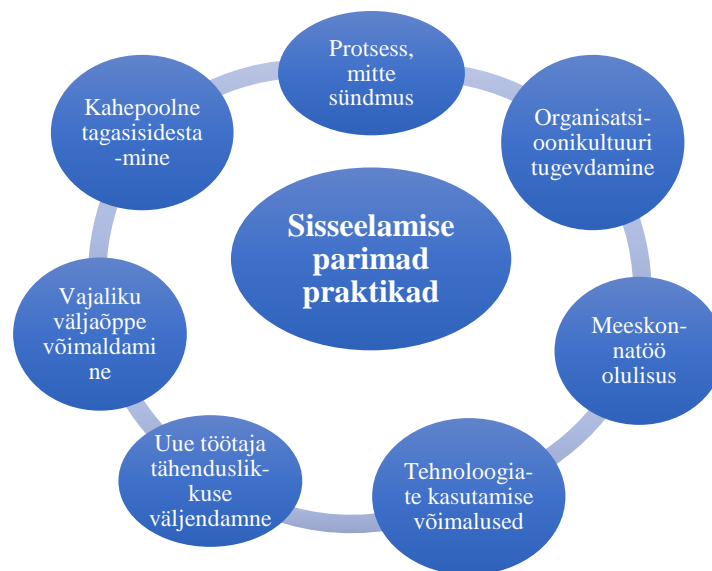 Protsess,
mitte
sündmus
Organisatsi-
oonikultuuri
tugevdamine
Meeskon-
natöö
olulisus
Tehnoloogia-
te kasutamise
võimalused
Uue töötaja
tähenduslik-
kuse
väljendamne
Vajaliku
väljaõppe
võimaldami
ne
Kahepoolne
tagasisidesta
-mine
Sisseelamise
parimad
praktikad